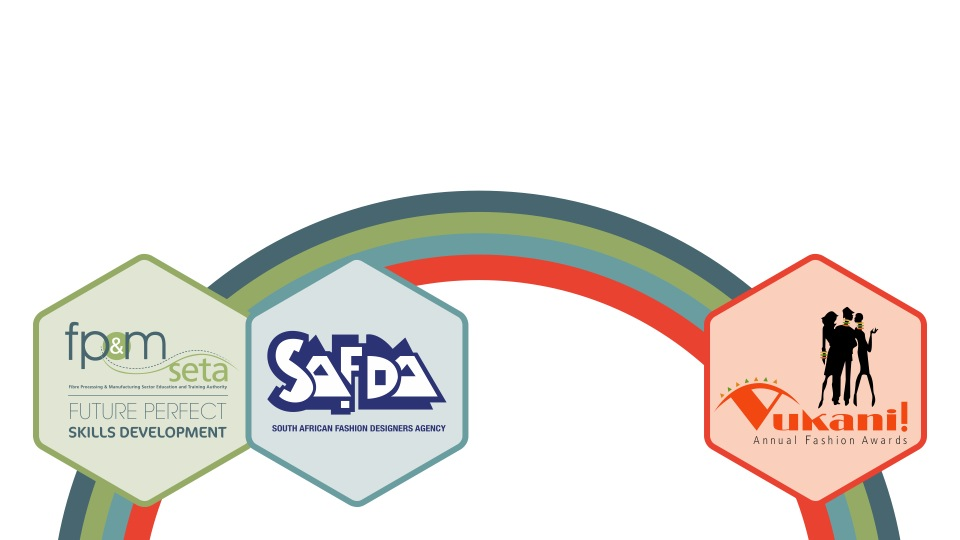 fp&m
seta
Fibre Processing & Manufacturing Sector Education and Training Authority
FUTURE PERFECT
SKILLS DEVELOPMENT
SAFDA
SOUTH AFRICAN FASHION DESIGNERS AGENCY
Vukani!
Annual Fashion Awards